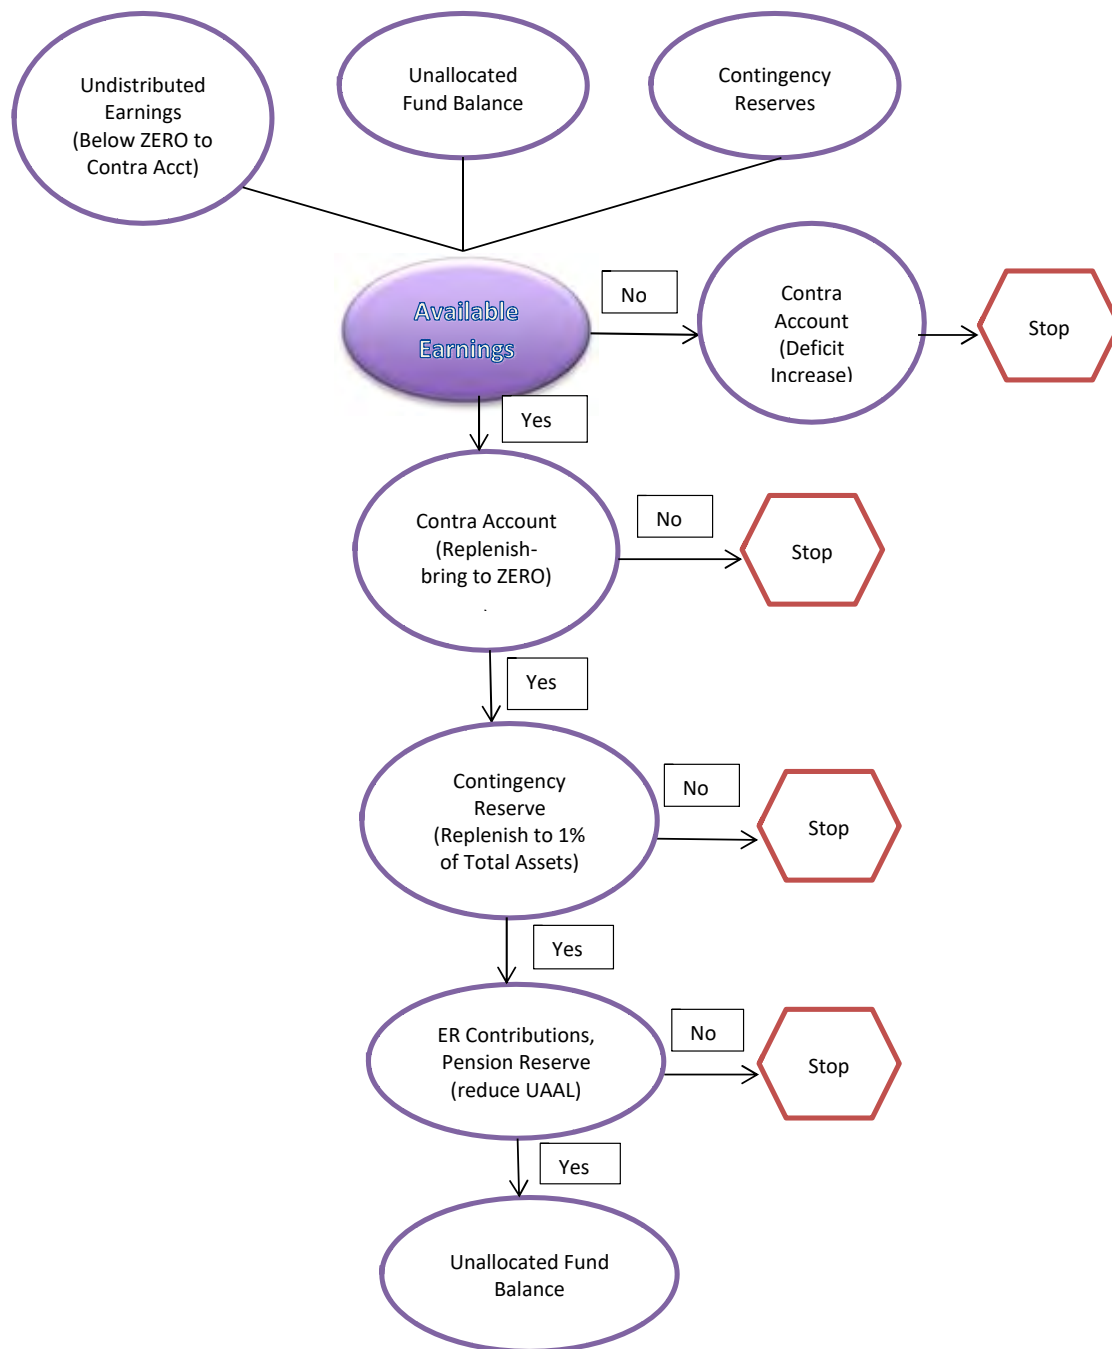 Undistributed
Earnings
(Below ZERO to
Contra Acct)
Unallocated
Fund Balance
Contingency
Reserves
Available
Earnings
No
Contra
Account
(Deficit
Increase)
Stop
Yes
Contra Account
(Replenish-
bring to ZERO)
.
No
Stop
Yes
Contingency
Reserve
(Replenish to 1%
of Total Assets)
No
Stop
Yes
ER Contributions,
Pension Reserve
(reduce UAAL)
No
Stop
Yes
Unallocated Fund
Balance